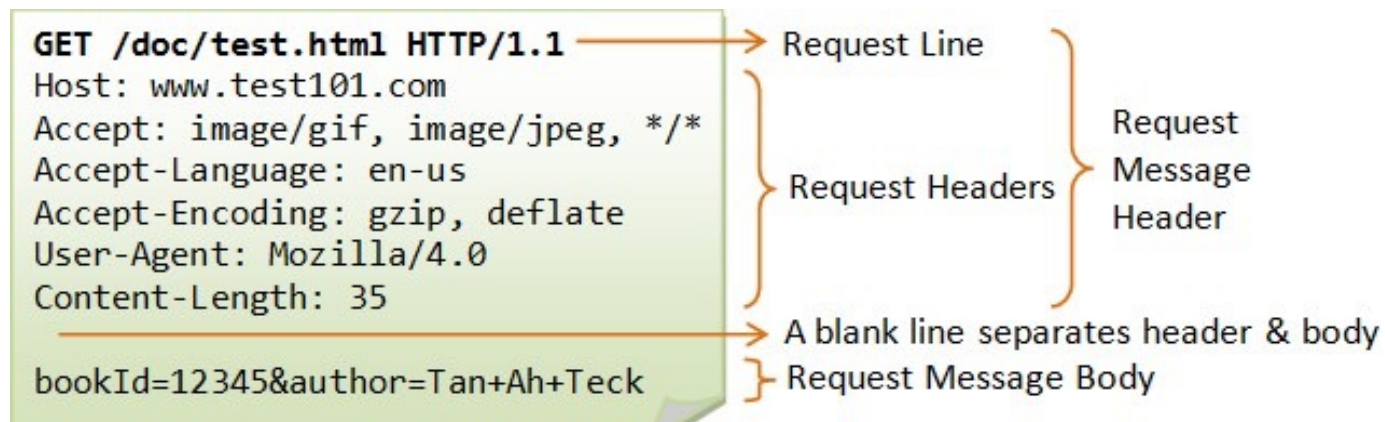 GET /doc/test.html HTTP/1.1
Host: www.test101.com
Accept: image/gif, image/jpeg, */*
Accept-Language: en-us
Accept-Encoding: gzip, deflate
User-Agent: Mozilla/4.0
Content-Length: 35
bookId=12345&author=Tan+Ah+Teck
Request Line
Request Headers
Request
Message
Header
A blank line separates header & body
Request Message Body